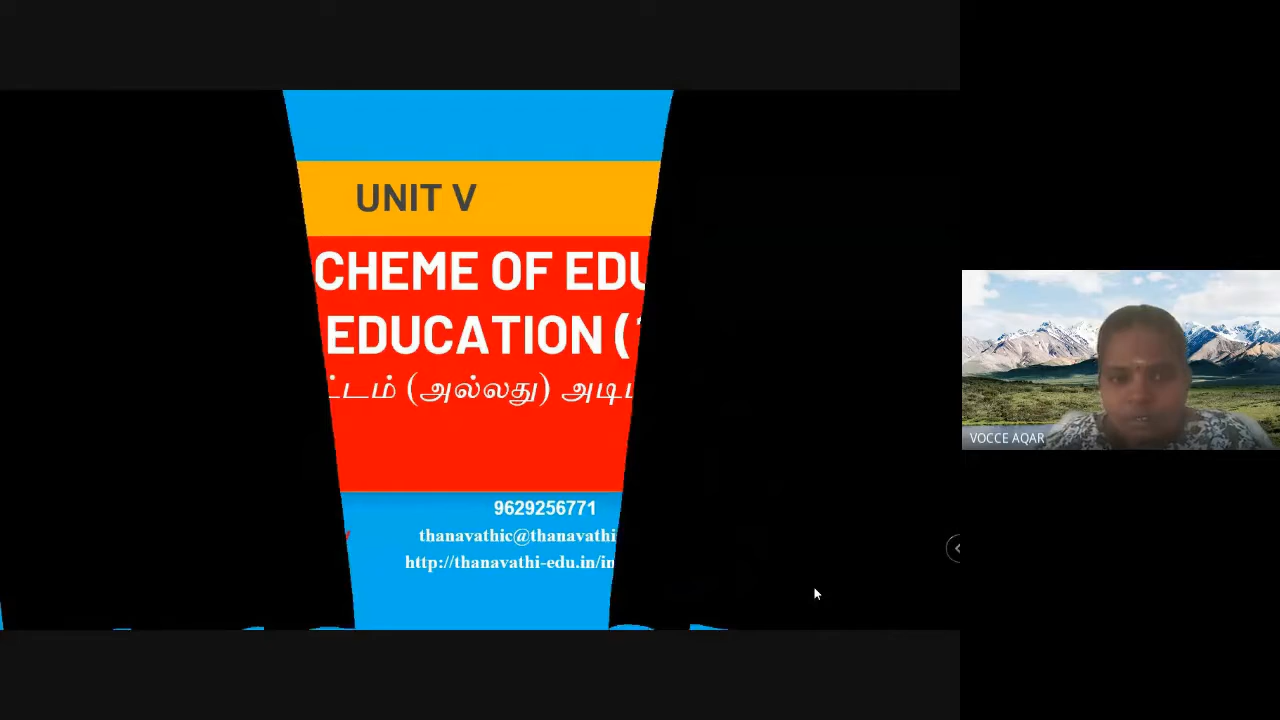 UNIT V
CHEME OF EDU
EDUCATION (
ட்டம் (அல்லது) அடிப
9629256771
thanavathic@thanavathi
http://thanavathi-edu.in/in
VOCCE AQAR